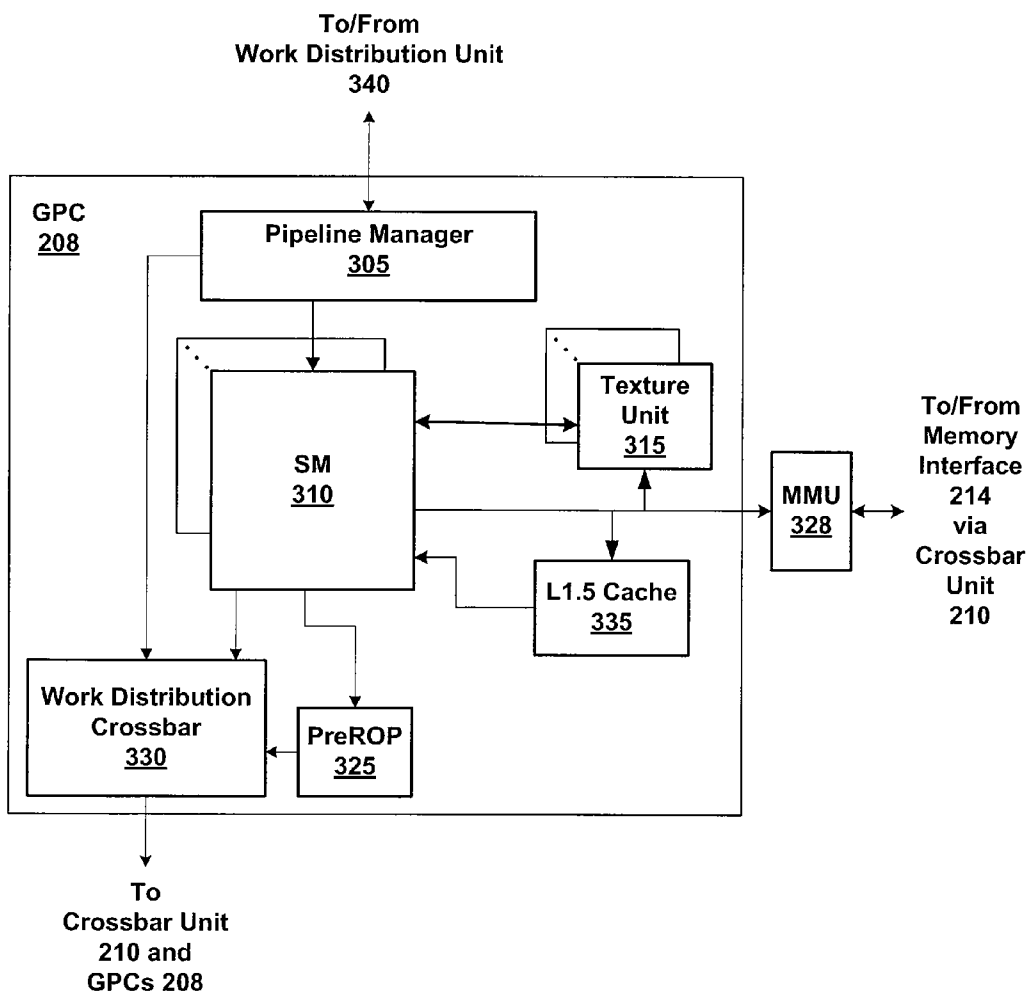 To/From
Work Distribution Unit
340
GPC
208
Pipeline Manager
305
SM
310
Texture
Unit
315
To/From
Memory
Interface
214
via
Crossbar
Unit
210
MMU
328
L1.5 Cache
335
Work Distribution
Crossbar
330
PreROP
325
To
Crossbar Unit
210 and
GPCs 208